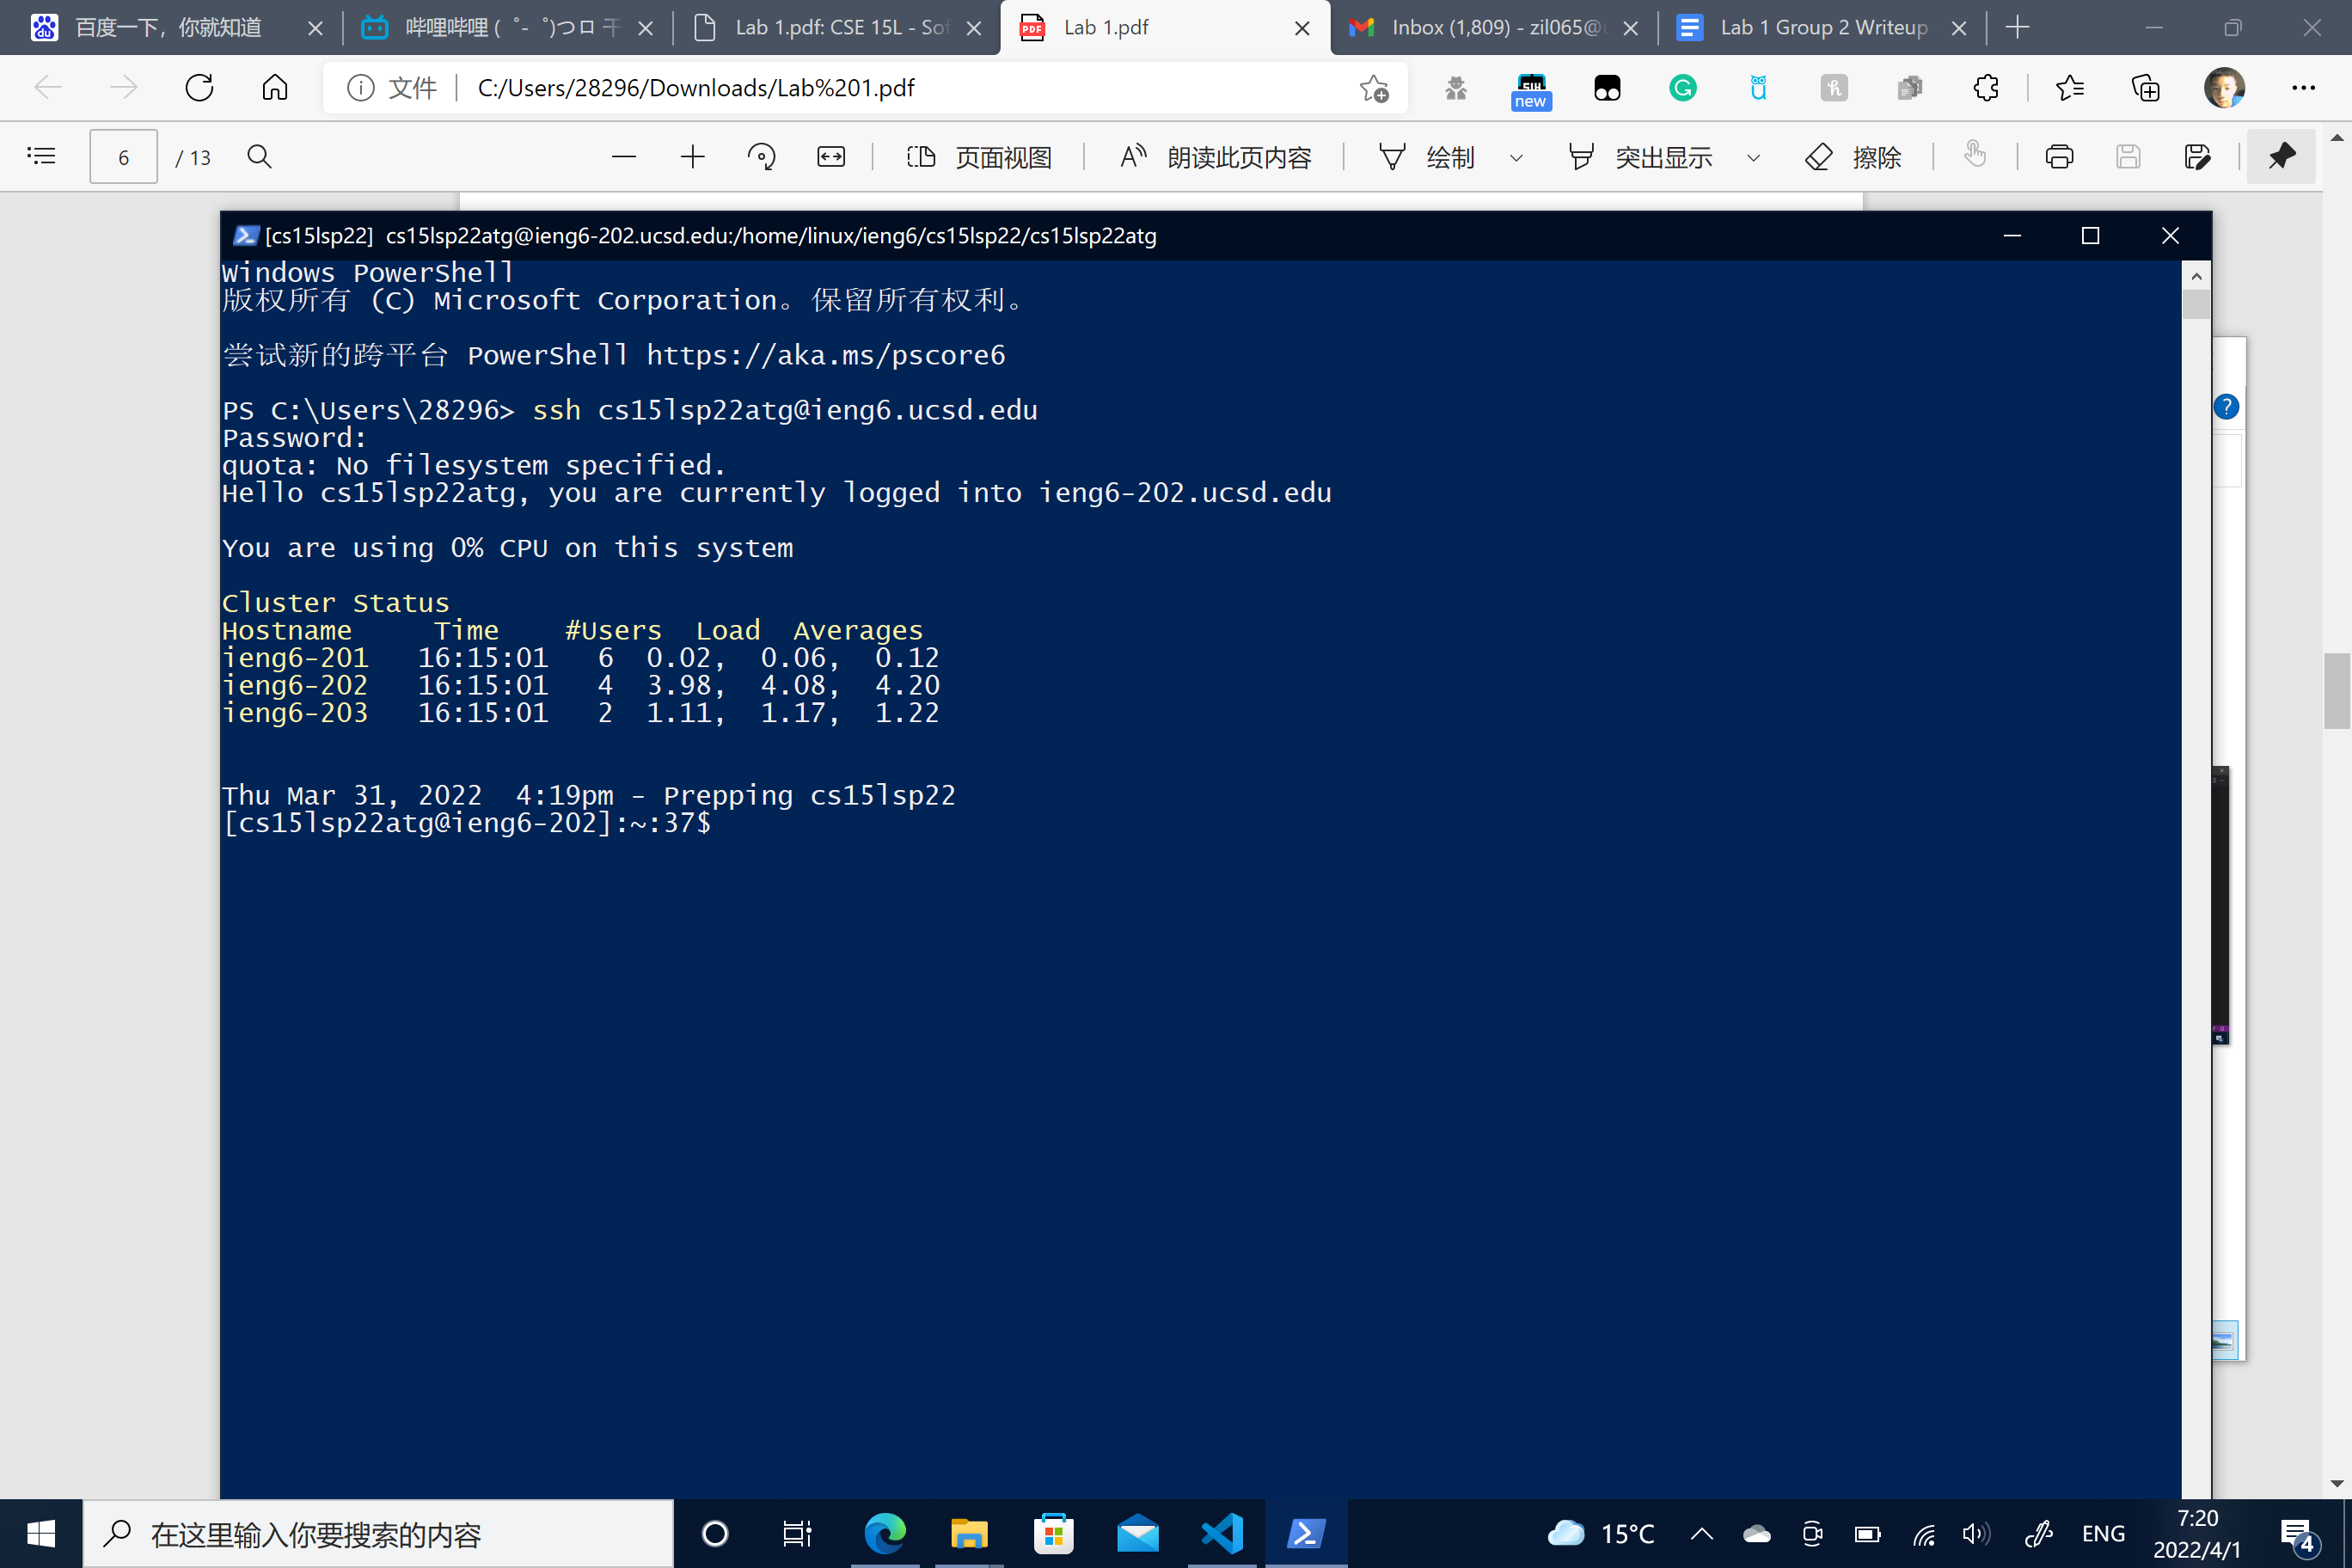 百度一下，你就知道
哔哩哔哩 ( ゜- ゜)つロ 干
Lab 1.pdf: CSE 15L - Sof
Lab 1.pdf
Inbox (1,809) - zil065@
Lab 1 Group 2 Writeup
文件
C:/Users/28296/Downloads/Lab%201.pdf
new
6 / 13
页面视图
朗读此页内容
绘制
突出显示
擦除
[cs15lsp22] cs15lsp22atg@ieng6-202.ucsd.edu:/home/linux/ieng6/cs15lsp22/cs15lsp22atg
Windows PowerShell
版权所有 (C) Microsoft Corporation。保留所有权利。
尝试新的跨平台 PowerShell https://aka.ms/pscore6
PS C:\Users\28296> ssh cs15lsp22atg@ieng6.ucsd.edu
Password:
quota: No filesystem specified.
Hello cs15lsp22atg, you are currently logged into ieng6-202.ucsd.edu
You are using 0% CPU on this system
Cluster Status
Hostname Time #Users Load Averages
ieng6-201 16:15:01 6 0.02, 0.06, 0.12
ieng6-202 16:15:01 4 3.98, 4.08, 4.20
ieng6-203 16:15:01 2 1.11, 1.17, 1.22
Thu Mar 31, 2022 4:19pm - Prepping cs15lsp22
[cs15lsp22atg@ieng6-202]:~:37$
在这里输入你要搜索的内容
15°C
ENG
7:20
2022/4/1
4